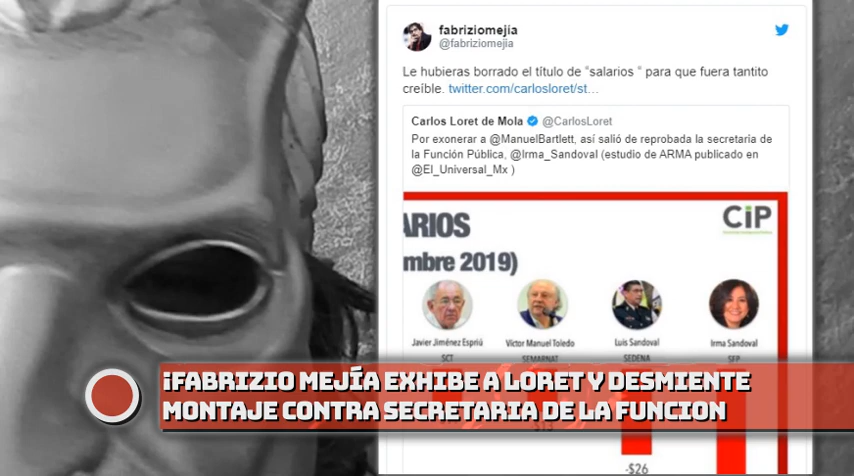 fabriziomejia
@fabriziomejia
Le hubieras borrado el título de "salarios " para que fuera tantito
creíble. twitter.com/carlosloret/st…
Carlos Loret de Mola @CarlosLoret
Por exonerar a @ManuelBartlett, así salió de reprobada la secretaria de
la Función Pública, @Irma_Sandoval (estudio de ARMA publicado en
@El_Universal_Mx )
CiP
ARIOS
mbre 2019)
Javier Jiménez Espriú Víctor Manuel Toledo Luis Sandoval Irma Sandoval
SCT SEMARNAT SEDENA SFP
¡FABRIZIO MEJÍA EXHIBE A LORET Y DESMIENTE
MONTAJE CONTRA SECRETARIA DE LA FUNCION
-$26